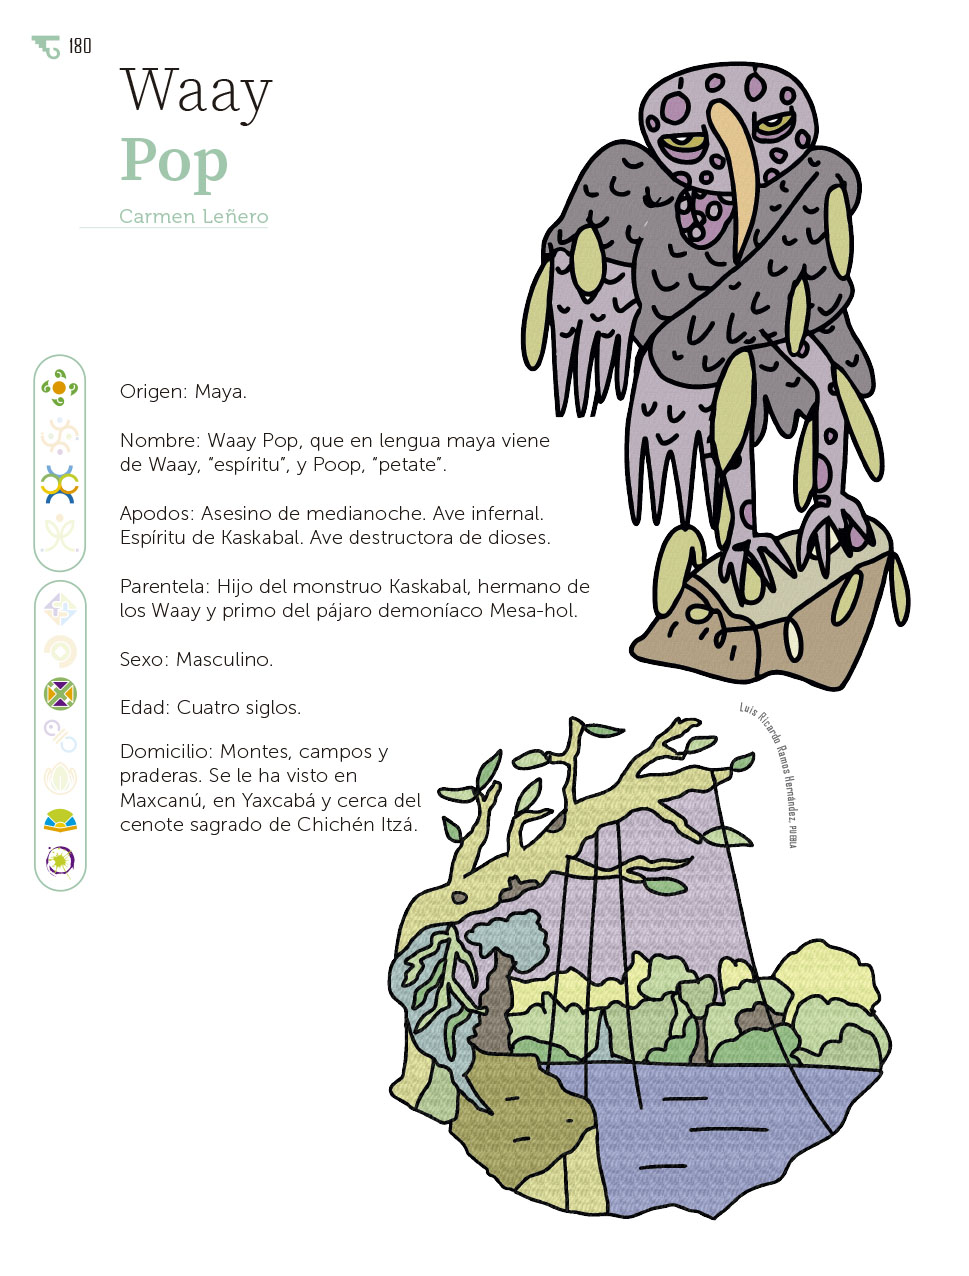 180
Waay
Pop
Carmen Leñero
Origen: Maya.
Nombre: Waay Pop, que en lengua maya viene
de Waay, “espíritu”, y Poop, “petate”.
Apodos: Asesino de medianoche. Ave infernal.
Espíritu de Kaskabal. Ave destructora de dioses.
Parentela: Hijo del monstruo Kaskabal, hermano de
los Waay y primo del pájaro demoníaco Mesa-hol.
Sexo: Masculino.
Edad: Cuatro siglos.
Domicilio: Montes, campos y
praderas. Se le ha visto en
Maxcanú, en Yaxcabá y cerca del
cenote sagrado de Chichén Itzá.
Luis Ricardo Ramos Hernández, PUEBLA